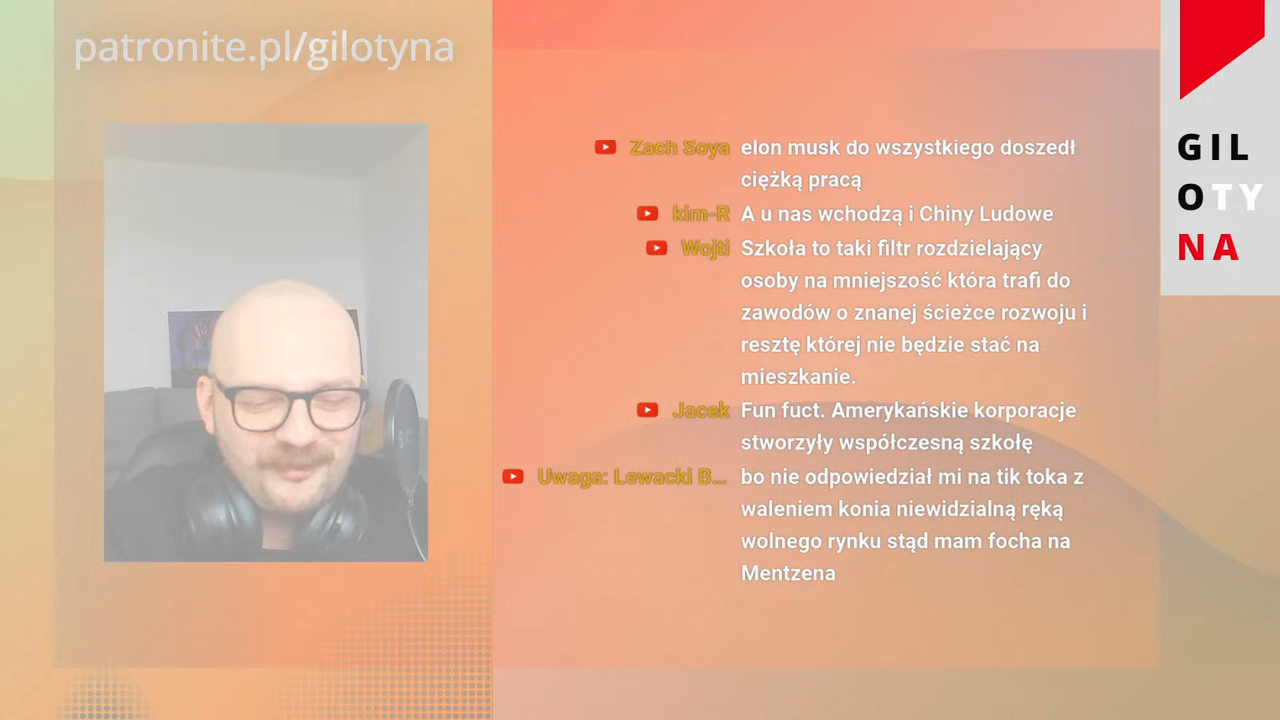 patronite.pl/gilotyna
Zach Soya elon musk do wszystkiego doszedł
ciężką pracą
kim-R A u nas wchodzą i Chiny Ludowe
Wojti Szkoła to taki filtr rozdzielający
osoby na mniejszość która trafi do
zawodów o znanej ścieżce rozwoju i
resztę której nie będzie stać na
mieszkanie.
Jacek Fun fuct. Amerykańskie korporacje
stworzyły współczesną szkołę
Uwaga: Lewacki B... bo nie odpowiedział mi na tik toka z
waleniem konia niewidzialną ręką
wolnego rynku stąd mam focha na
Mentzena
GIL
OTY
NA